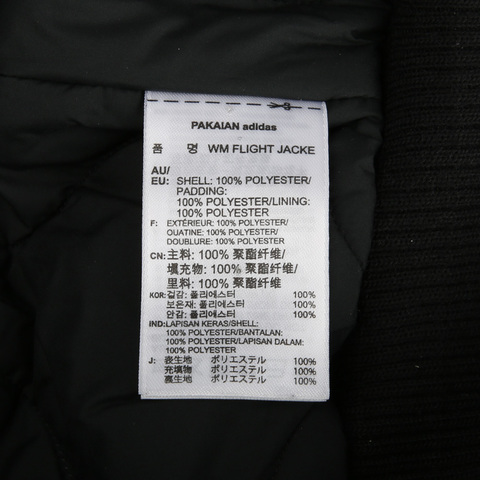 3
PAKAIAN adidas
품 명 WM FLIGHT JACKE
AU/
EU: SHELL: 100% POLYESTER/
PADDING:
100% POLYESTER/LINING:
100% POLYESTER
F: EXTÉRIEUR: 100% POLYESTER/
OUATINE: 100% POLYESTER/
DOUBLURE: 100% POLYESTER
CN: 主料: 100% 聚酯纤维/
填充物: 100% 聚酯纤维/
里料: 100% 聚酯纤维
KOR: 겉감: 폴리에스터 100%
보온재: 폴리에스터 100%
안감: 폴리에스터 100%
IND: LAPISAN KERAS/SHELL:
100% POLYESTER/BANTALAN:
100% POLYESTER/LAPISAN DALAM:
100% POLYESTER
J: 表生地 ポリエステル 100%
充填物 ポリエステル 100%
裏生地 ポリエステル 100%